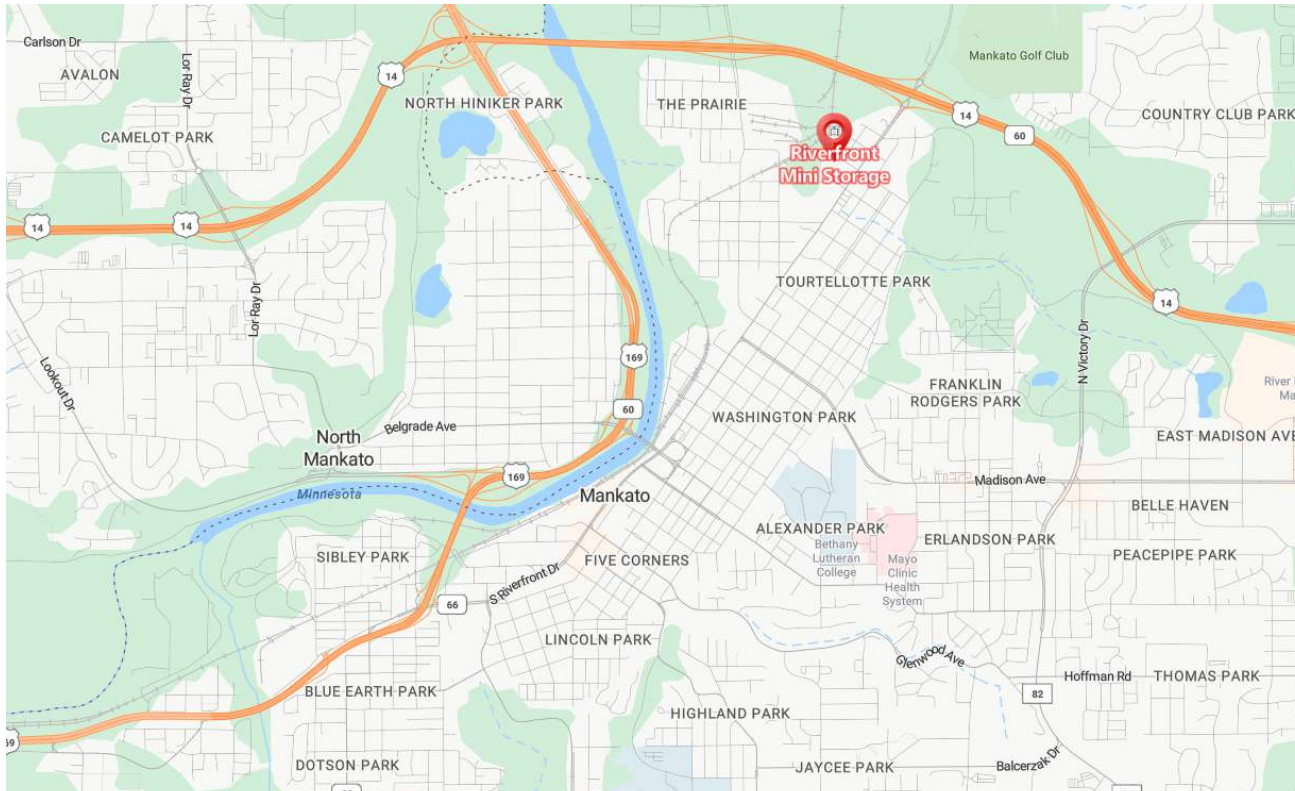 Carlson Dr
AVALON
Lor Ray Dr
14
NORTH HINIKER PARK
THE PRAIRIE
Mankato Golf Club
14
60
COUNTRY CLUB PARK
CAMELOT PARK
Riverfront
Mini Storage
14
14
Lor Ray Dr
TOURTELLOTTE PARK
14
N Victory Dr
169
Lookout Dr
FRANKLIN
RODGERS PARK
River
Ma
60
WASHINGTON PARK
Belgrade Ave
EAST MADISON AVE
North
Mankato
169
Minnesota
Mankato
Madison Ave
BELLE HAVEN
ALEXANDER PARK
Bethany
Lutheran
College
ERLANDSON PARK
PEACEPIPE PARK
SIBLEY PARK
FIVE CORNERS
Mayo
Clinic
Health
System
S Riverfront Dr
66
LINCOLN PARK
Glenwood Ave
Hoffman Rd
THOMAS PARK
BLUE EARTH PARK
82
HIGHLAND PARK
69
DOTSON PARK
JAYCEE PARK
Balcerzak Dr